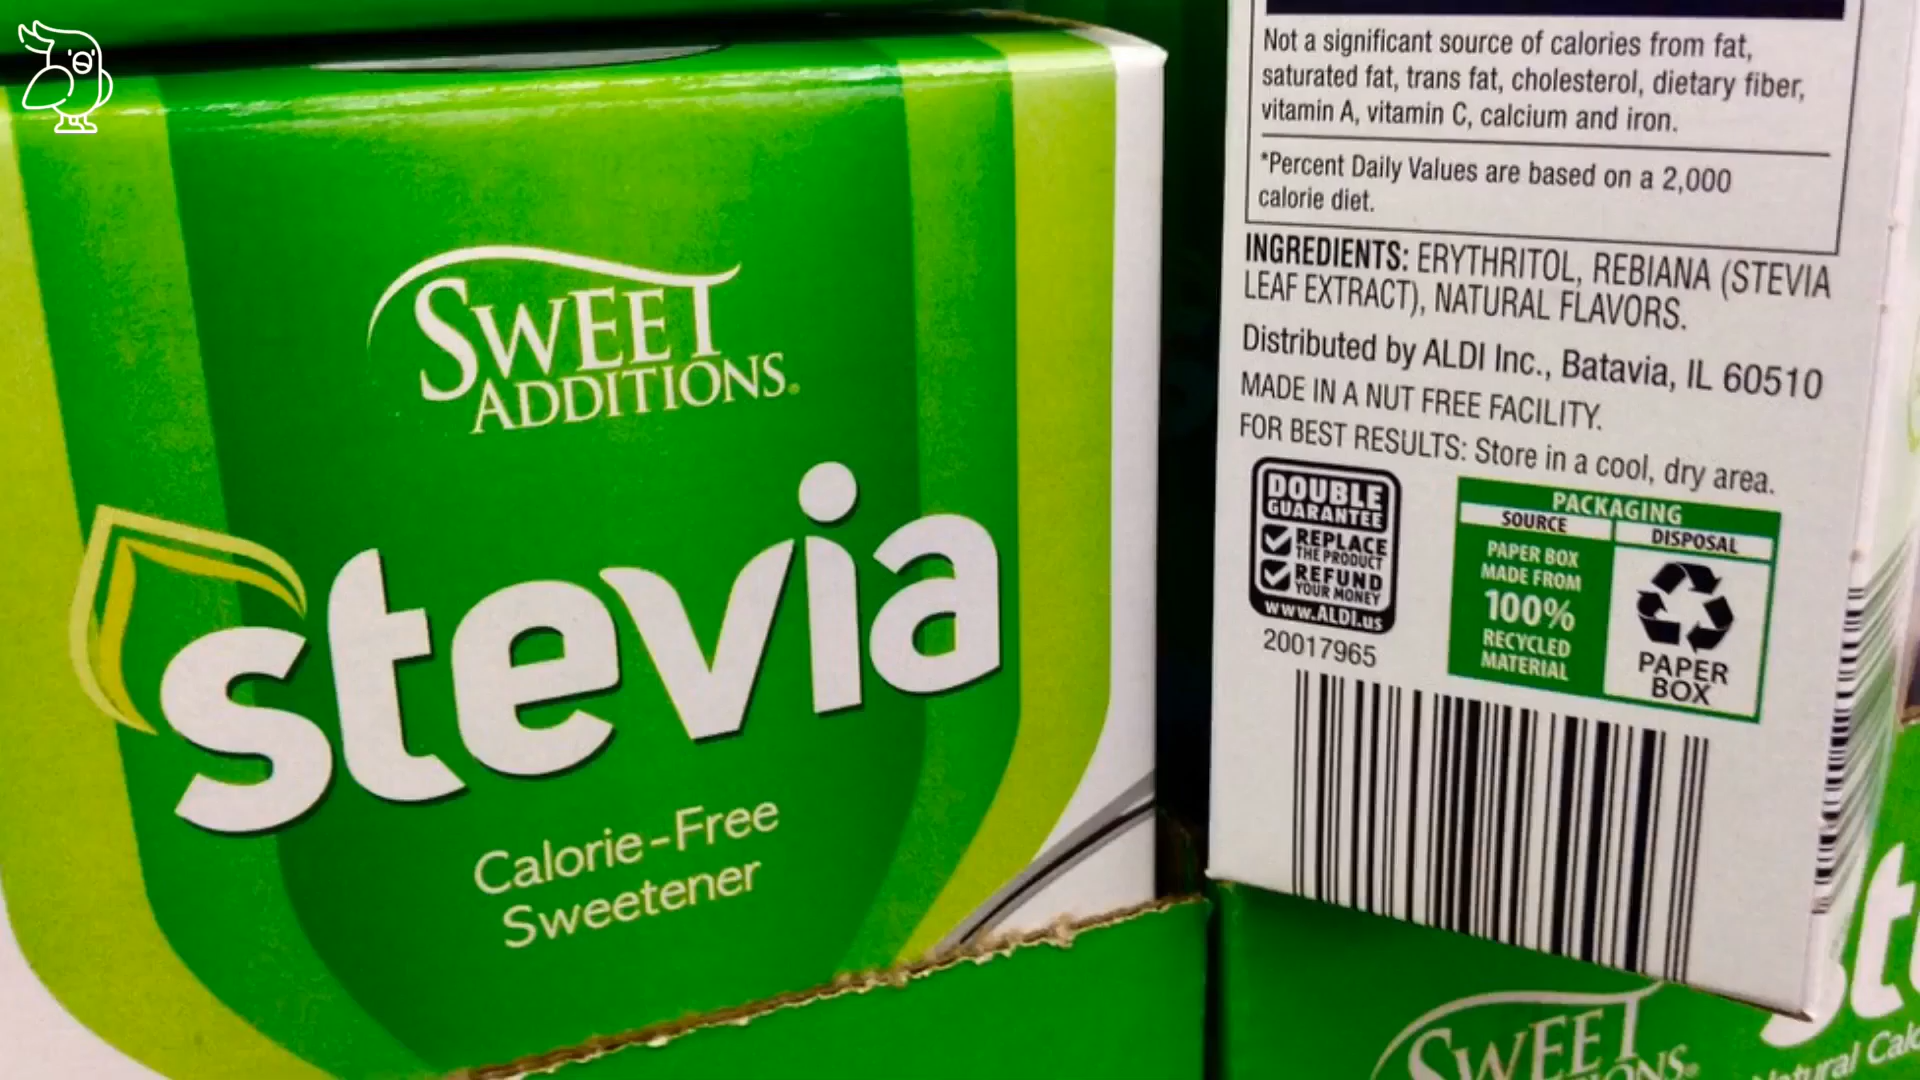 SWEET
ADDITIONS®
stevia
Calorie-Free
Sweetener
Not a significant source of calories from fat,
saturated fat, trans fat, cholesterol, dietary fiber,
vitamin A, vitamin C, calcium and iron.
*Percent Daily Values are based on a 2,000
calorie diet.
INGREDIENTS: ERYTHRITOL, REBIANA (STEVIA
LEAF EXTRACT), NATURAL FLAVORS.
Distributed by ALDI Inc., Batavia, IL 60510
MADE IN A NUT FREE FACILITY.
FOR BEST RESULTS: Store in a cool, dry area.
DOUBLE
GUARANTEE
REPLACE
THE PRODUCT
REFUND
YOUR MONEY
www.ALDI.us
20017965
PACKAGING
SOURCE
PAPER BOX
MADE FROM
100%
RECYCLED
MATERIAL
DISPOSAL
PAPER
BOX
SWEET